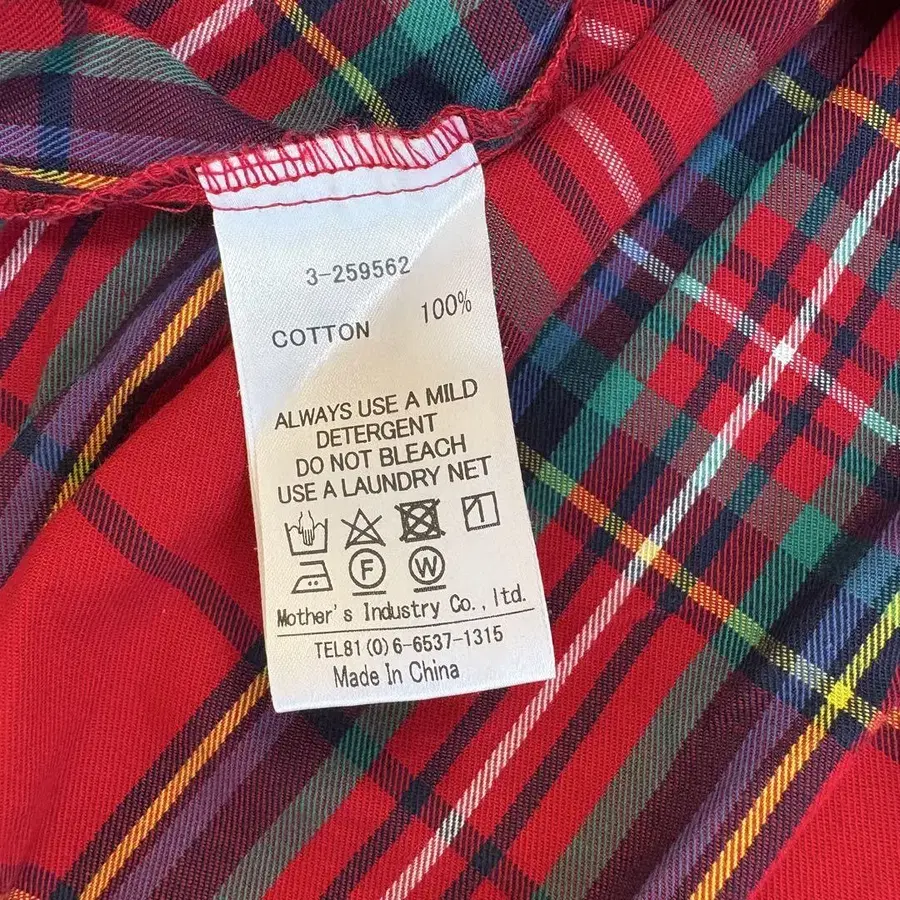 3-259562
COTTON 100%
ALWAYS USE A MILD
DETERGENT
DO NOT BLEACH
USE A LAUNDRY NET
F W
Mother's Industry Co., ltd.
TEL81(0)6-6537-1315
Made In China